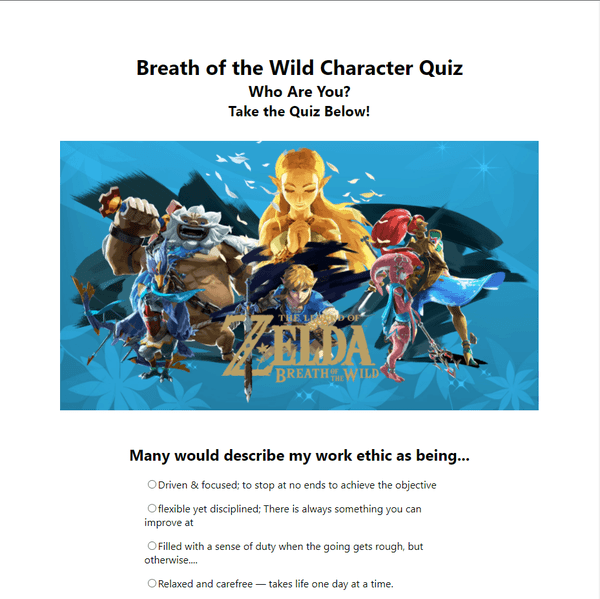 Breath of the Wild Character Quiz
Who Are You?
Take the Quiz Below!
THE LEGEND OF
ZELDA
BREATH OF THE WILD
Many would describe my work ethic as being...
Driven & focused; to stop at no ends to achieve the objective
flexible yet disciplined; There is always something you can
improve at
Filled with a sense of duty when the going gets rough, but
otherwise....
Relaxed and carefree — takes life one day at a time.